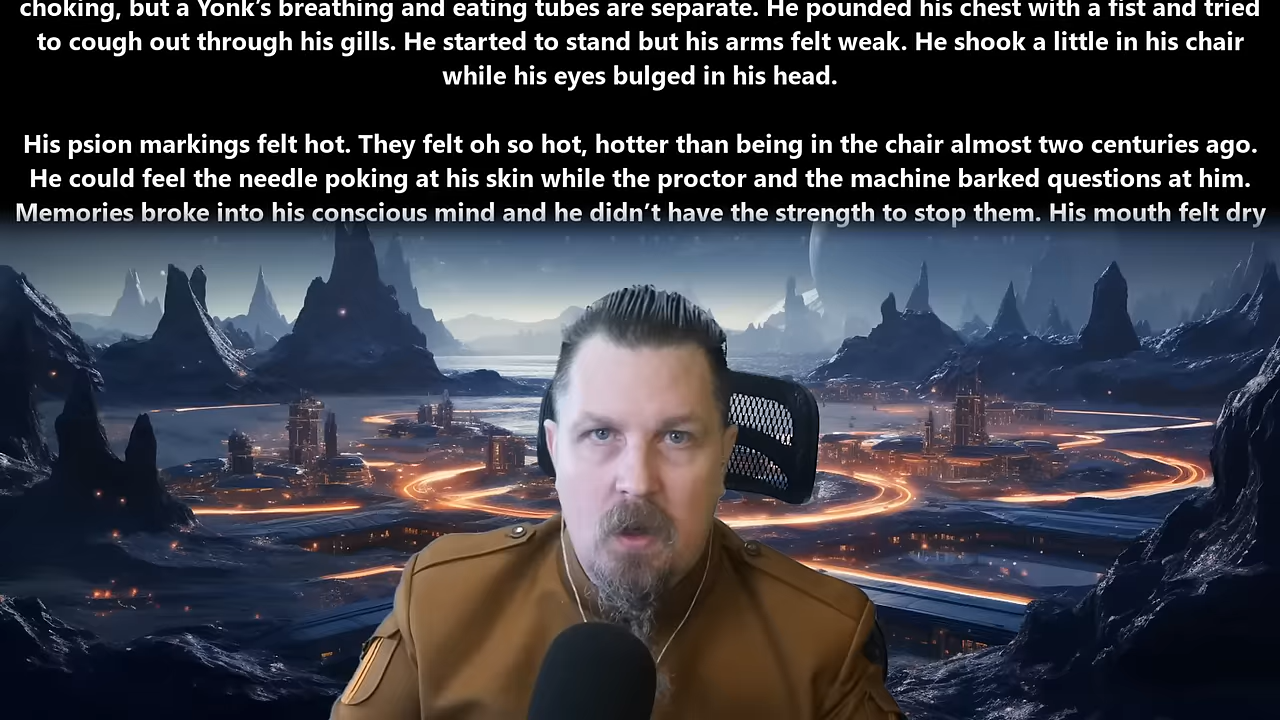 choking, but a Yonk’s breathing and eating tubes are separate. He pounded his chest with a fist and tried
to cough out through his gills. He started to stand but his arms felt weak. He shook a little in his chair
while his eyes bulged in his head.
His psion markings felt hot. They felt oh so hot, hotter than being in the chair almost two centuries ago.
He could feel the needle poking at his skin while the proctor and the machine barked questions at him.
Memories broke into his conscious mind and he didn’t have the strength to stop them. His mouth felt dry